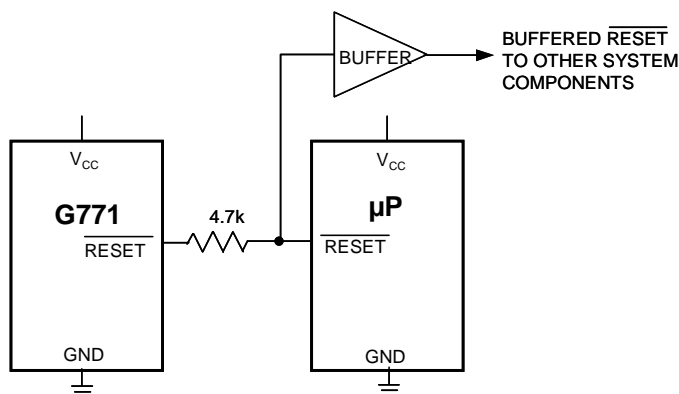 BUFFER
BUFFERED RESET
TO OTHER SYSTEM
COMPONENTS
VCC
G771
RESET
GND
4.7k
VCC
µP
RESET
GND